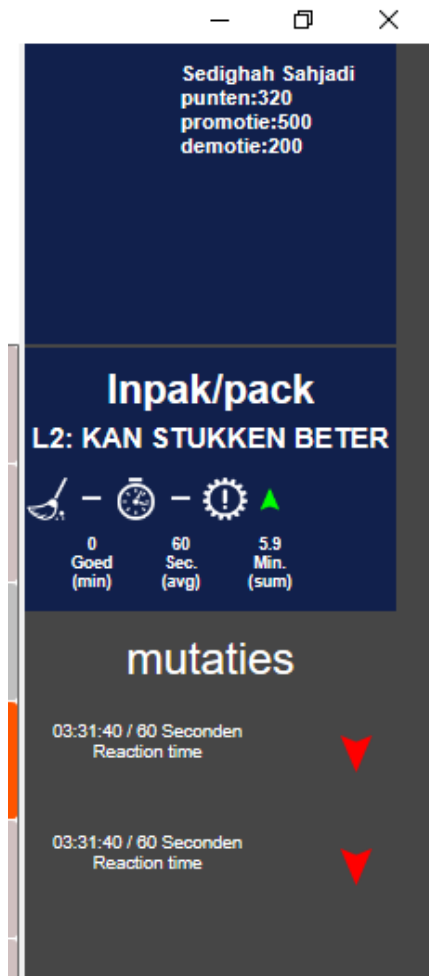 Sedighah Sahjadi
punten:320
promotie:500
demotie:200
Inpak/pack
L2: KAN STUKKEN BETER
0 60 5.9
Goed Sec. Min.
(min) (avg) (sum)
mutaties
03:31:40 / 60 Seconden
Reaction time
03:31:40 / 60 Seconden
Reaction time